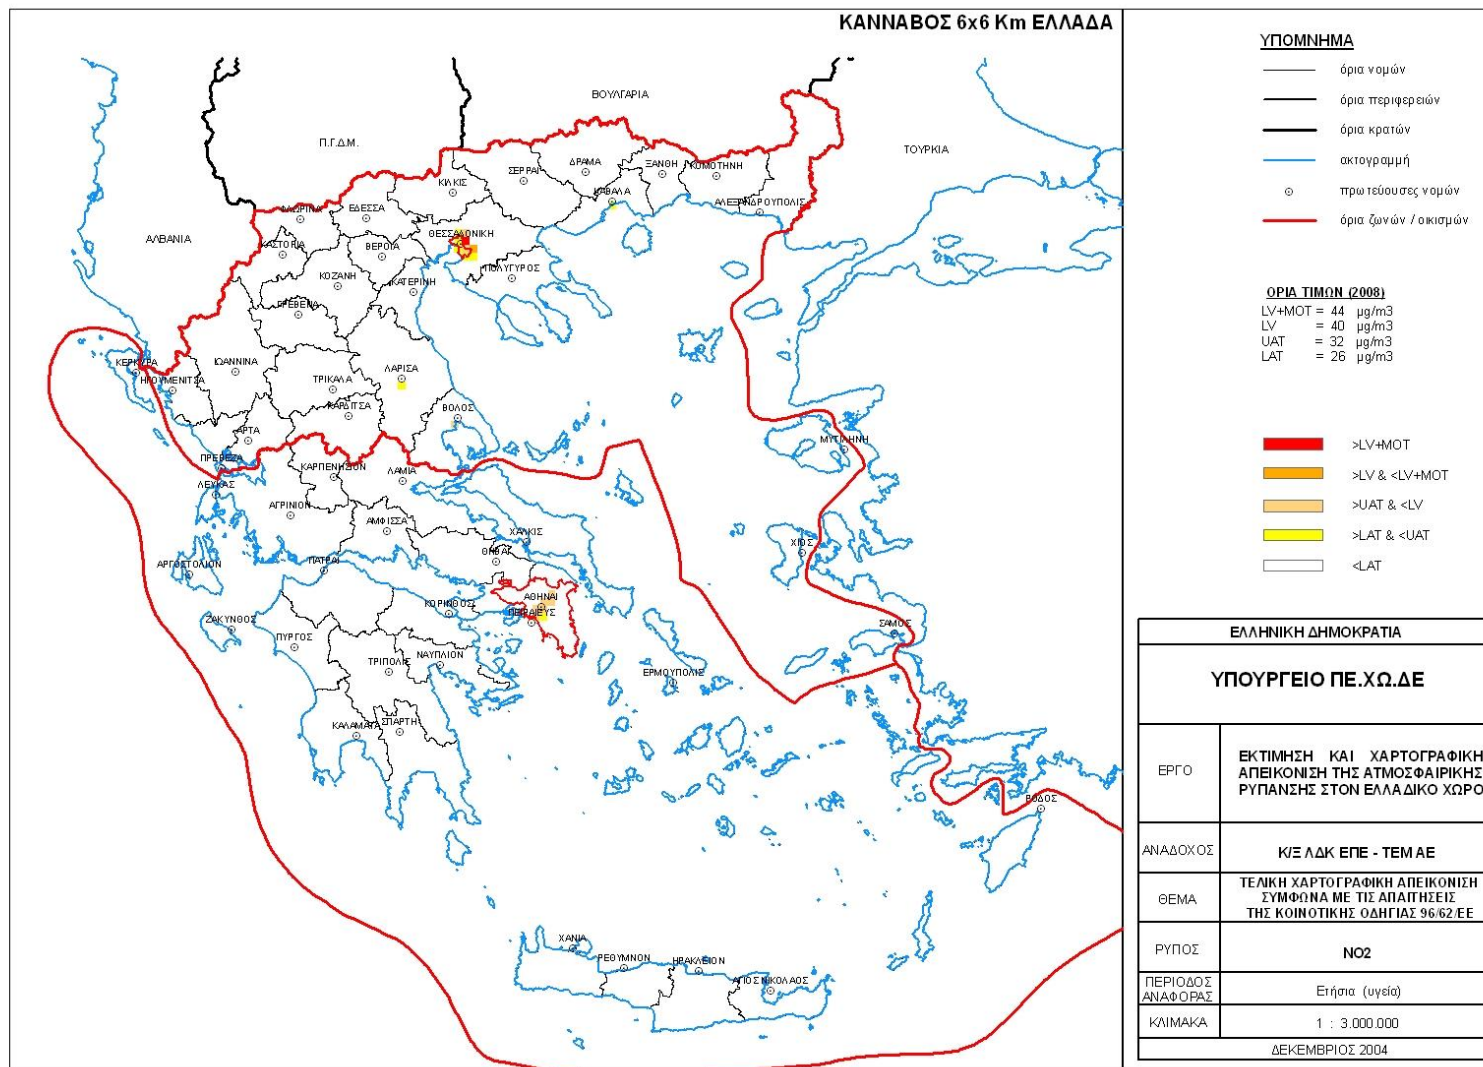 ΚΑΝΝΑΒΟΣ 6x6 Km ΕΛΛΑΔΑ
ΒΟΥΛΓΑΡΙΑ
Π.Γ.Δ.Μ.
ΤΟΥΡΚΙΑ
ΑΛΒΑΝΙΑ
ΔΡΑΜΑ
ΞΑΝΘΗ
ΚΟΜΟΤΗΝΗ
ΣΕΡΡΑΙ
ΚΙΛΚΙΣ
ΚΑΒΑΛΑ
ΑΛΕΞΑΝΔΡΟΥΠΟΛΙΣ
ΦΛΩΡΙΝΑ
ΕΔΕΣΣΑ
ΘΕΣΣΑΛΟΝΙΚΗ
ΚΑΣΤΟΡΙΑ
ΒΕΡΟΙΑ
ΠΟΛΥΓΥΡΟΣ
ΚΟΖΑΝΗ
ΚΑΤΕΡΙΝΗ
ΓΡΕΒΕΝΑ
ΚΕΡΚΥΡΑ
ΙΩΑΝΝΙΝΑ
ΗΓΟΥΜΕΝΙΤΣΑ
ΤΡΙΚΑΛΑ
ΛΑΡΙΣΑ
ΚΑΡΔΙΤΣΑ
ΒΟΛΟΣ
ΑΡΤΑ
ΜΥΤΙΛΗΝΗ
ΠΡΕΒΕΖΑ
ΚΑΡΠΕΝΗΣΙΟΝ
ΛΑΜΙΑ
ΛΕΥΚΑΣ
ΑΓΡΙΝΙΟΝ
ΑΜΦΙΣΣΑ
ΧΑΛΚΙΣ
ΧΙΟΣ
ΘΗΒΑΙ
ΑΡΓΟΣΤΟΛΙΟΝ
ΠΑΤΡΑΙ
ΑΘΗΝΑΙ
ΚΟΡΙΝΘΟΣ
ΠΕΙΡΑΙΕΥΣ
ΖΑΚΥΝΘΟΣ
ΣΑΜΟΣ
ΠΥΡΓΟΣ
ΝΑΥΠΛΙΟΝ
ΤΡΙΠΟΛΙΣ
ΕΡΜΟΥΠΟΛΙΣ
ΚΑΛΑΜΑΤΑ
ΣΠΑΡΤΗ
ΡΟΔΟΣ
ΧΑΝΙΑ
ΡΕΘΥΜΝΟΝ
ΗΡΑΚΛΕΙΟΝ
ΑΓΙΟΣ ΝΙΚΟΛΑΟΣ
ΥΠΟΜΝΗΜΑ
όρια νομών
όρια περιφερειών
όρια κρατών
ακτογραμμή
πρωτεύουσες νομών
όρια ζωνών / οικισμών
ΟΡΙΑ ΤΙΜΩΝ (2008)
LV+MOT = 44 μg/m3
LV = 40 μg/m3
UAT = 32 μg/m3
LAT = 26 μg/m3
>LV+MOT
>LV & <LV+MOT
>UAT & <LV
>LAT & <UAT
<LAT
ΕΛΛΗΝΙΚΗ ΔΗΜΟΚΡΑΤΙΑ
ΥΠΟΥΡΓΕΙΟ ΠΕ.ΧΩ.ΔΕ
ΕΡΓΟ
ΕΚΤΙΜΗΣΗ ΚΑΙ ΧΑΡΤΟΓΡΑΦΙΚΗ
ΑΠΕΙΚΟΝΙΣΗ ΤΗΣ ΑΤΜΟΣΦΑΙΡΙΚΗΣ
ΡΥΠΑΝΣΗΣ ΣΤΟΝ ΕΛΛΑΔΙΚΟ ΧΩΡΟ
ΑΝΑΔΟΧΟΣ
Κ/Ξ ΛΔΚ ΕΠΕ - ΤΕΜ ΑΕ
ΘΕΜΑ
ΤΕΛΙΚΗ ΧΑΡΤΟΓΡΑΦΙΚΗ ΑΠΕΙΚΟΝΙΣΗ
ΣΥΜΦΩΝΑ ΜΕ ΤΙΣ ΑΠΑΙΤΗΣΕΙΣ
ΤΗΣ ΚΟΙΝΟΤΙΚΗΣ ΟΔΗΓΙΑΣ 96/62/ΕΕ
ΡΥΠΟΣ
NO2
ΠΕΡΙΟΔΟΣ
ΑΝΑΦΟΡΑΣ
Ετήσια (υγεία)
ΚΛΙΜΑΚΑ
1 : 3.000.000
ΔΕΚΕΜΒΡΙΟΣ 2004